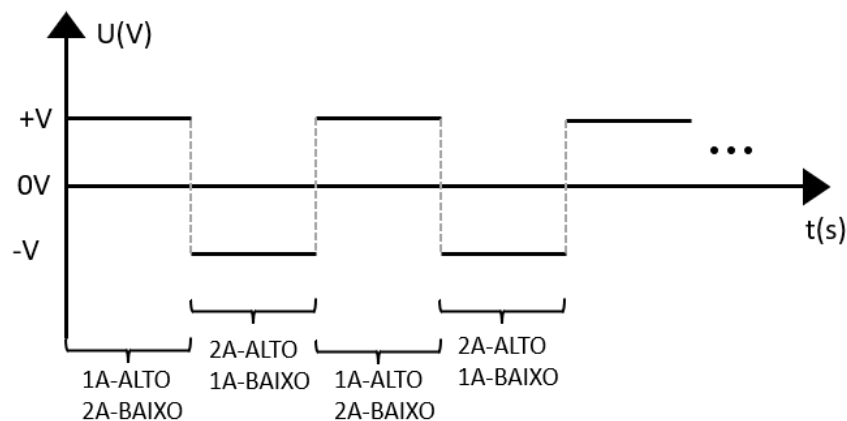 U(V)
+V
0V
-V
t(s)
...
1A-ALTO
2A-BAIXO
2A-ALTO
1A-BAIXO
1A-ALTO
2A-BAIXO
2A-ALTO
1A-BAIXO